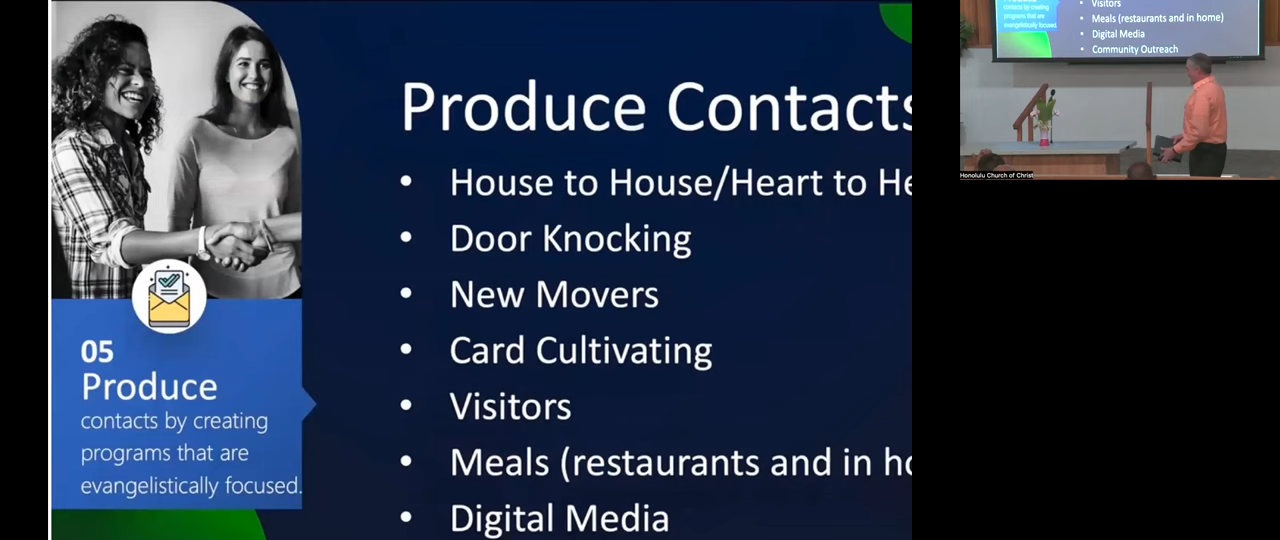 05
Produce
contacts by creating
programs that are
evangelistically focused.
Produce Contacts
• House to House/Heart to He
• Door Knocking
• New Movers
• Card Cultivating
• Visitors
• Meals (restaurants and in ho
• Digital Media
contacts by creating
programs that are
evangelistically focused.
Visitors
• Meals (restaurants and in home)
• Digital Media
• Community Outreach
Honolulu Church of Christ